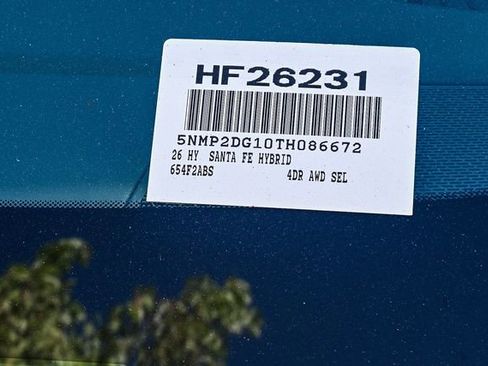 HF26231
5NMP2DG10TH086672
26 HY SANTA FE HYBRID
654F2ABS 4DR AWD SEL